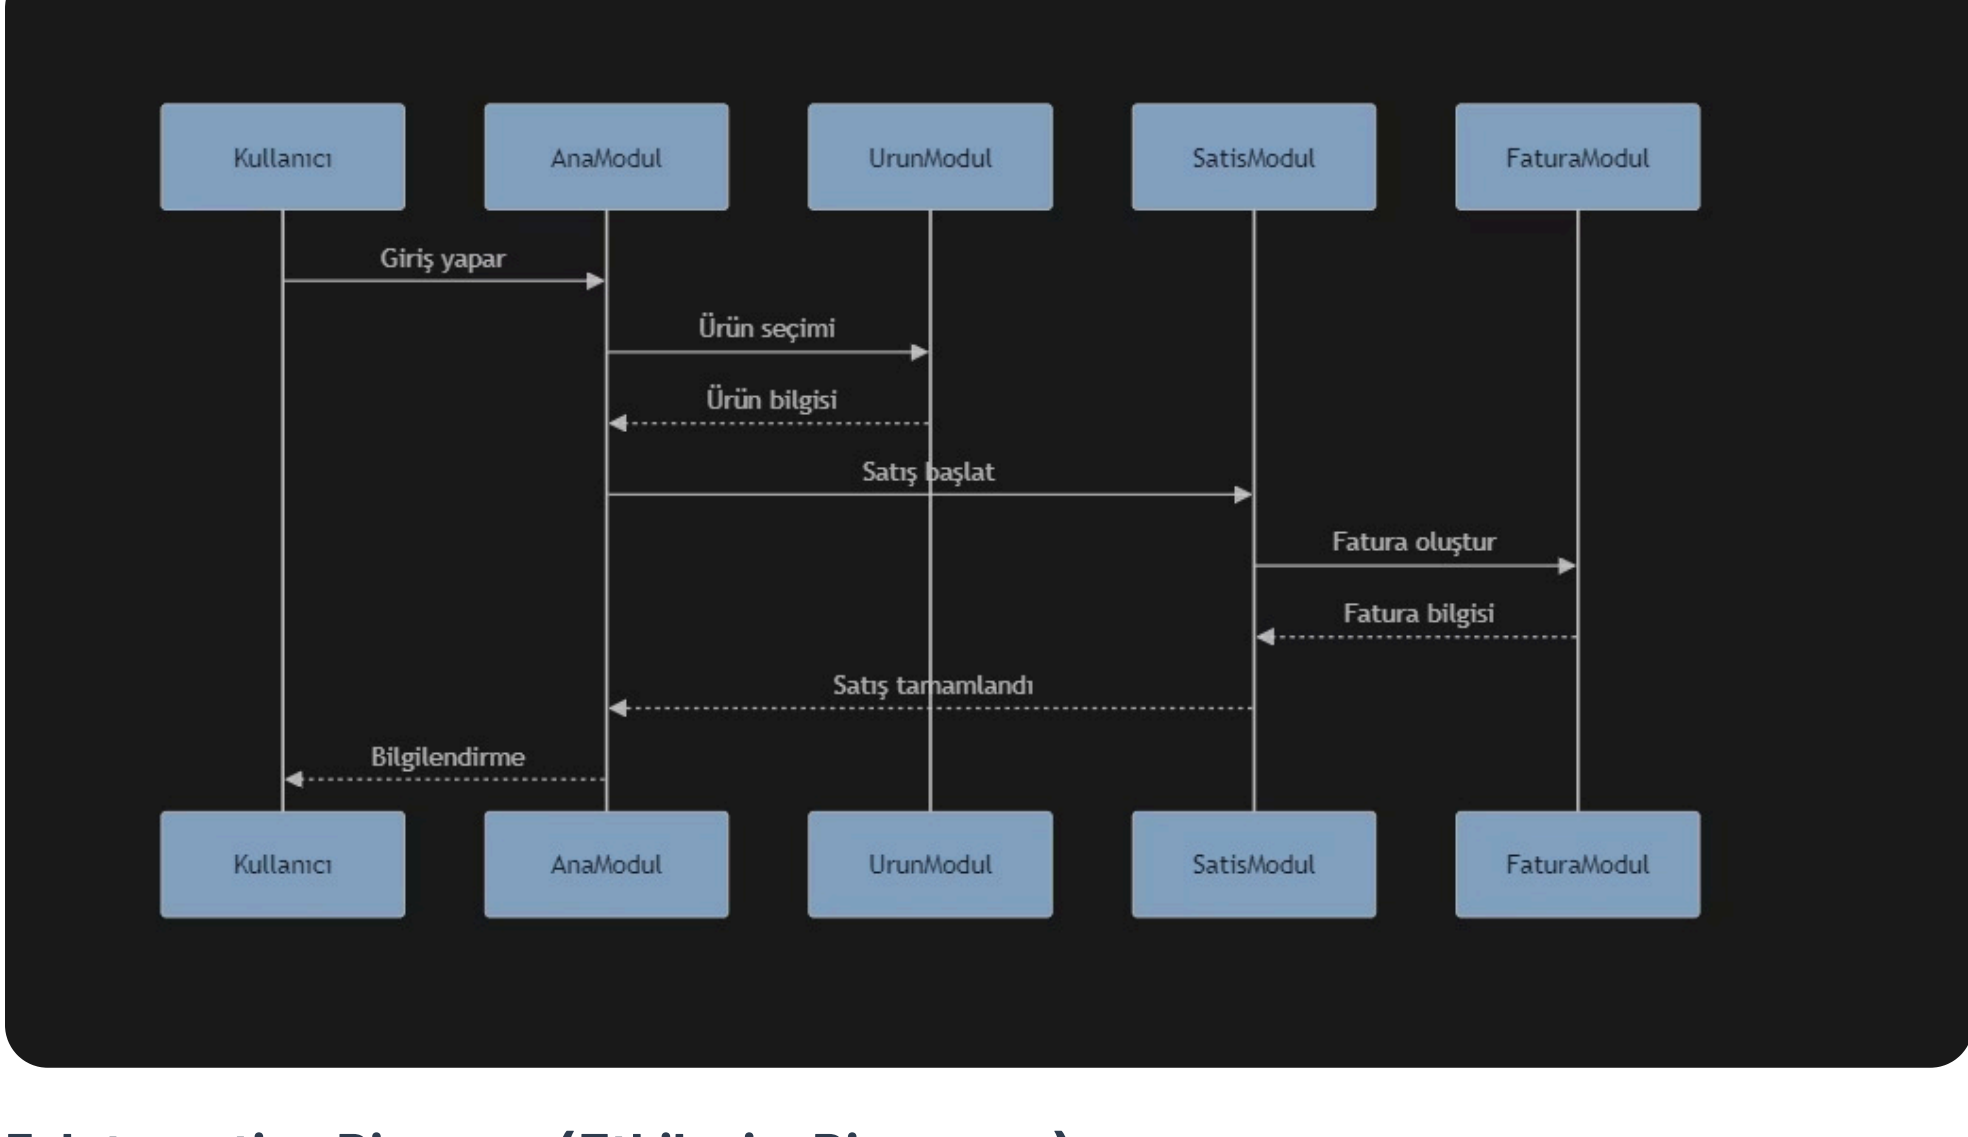 Kullanıcı AnaModul UrunModul SatisModul FaturaModul
Giriş yapar
Ürün seçimi
Ürün bilgisi
Satış başlat
Fatura oluştur
Fatura bilgisi
Satış tamamlandı
Bilgilendirme
Kullanıcı AnaModul UrunModul SatisModul FaturaModul